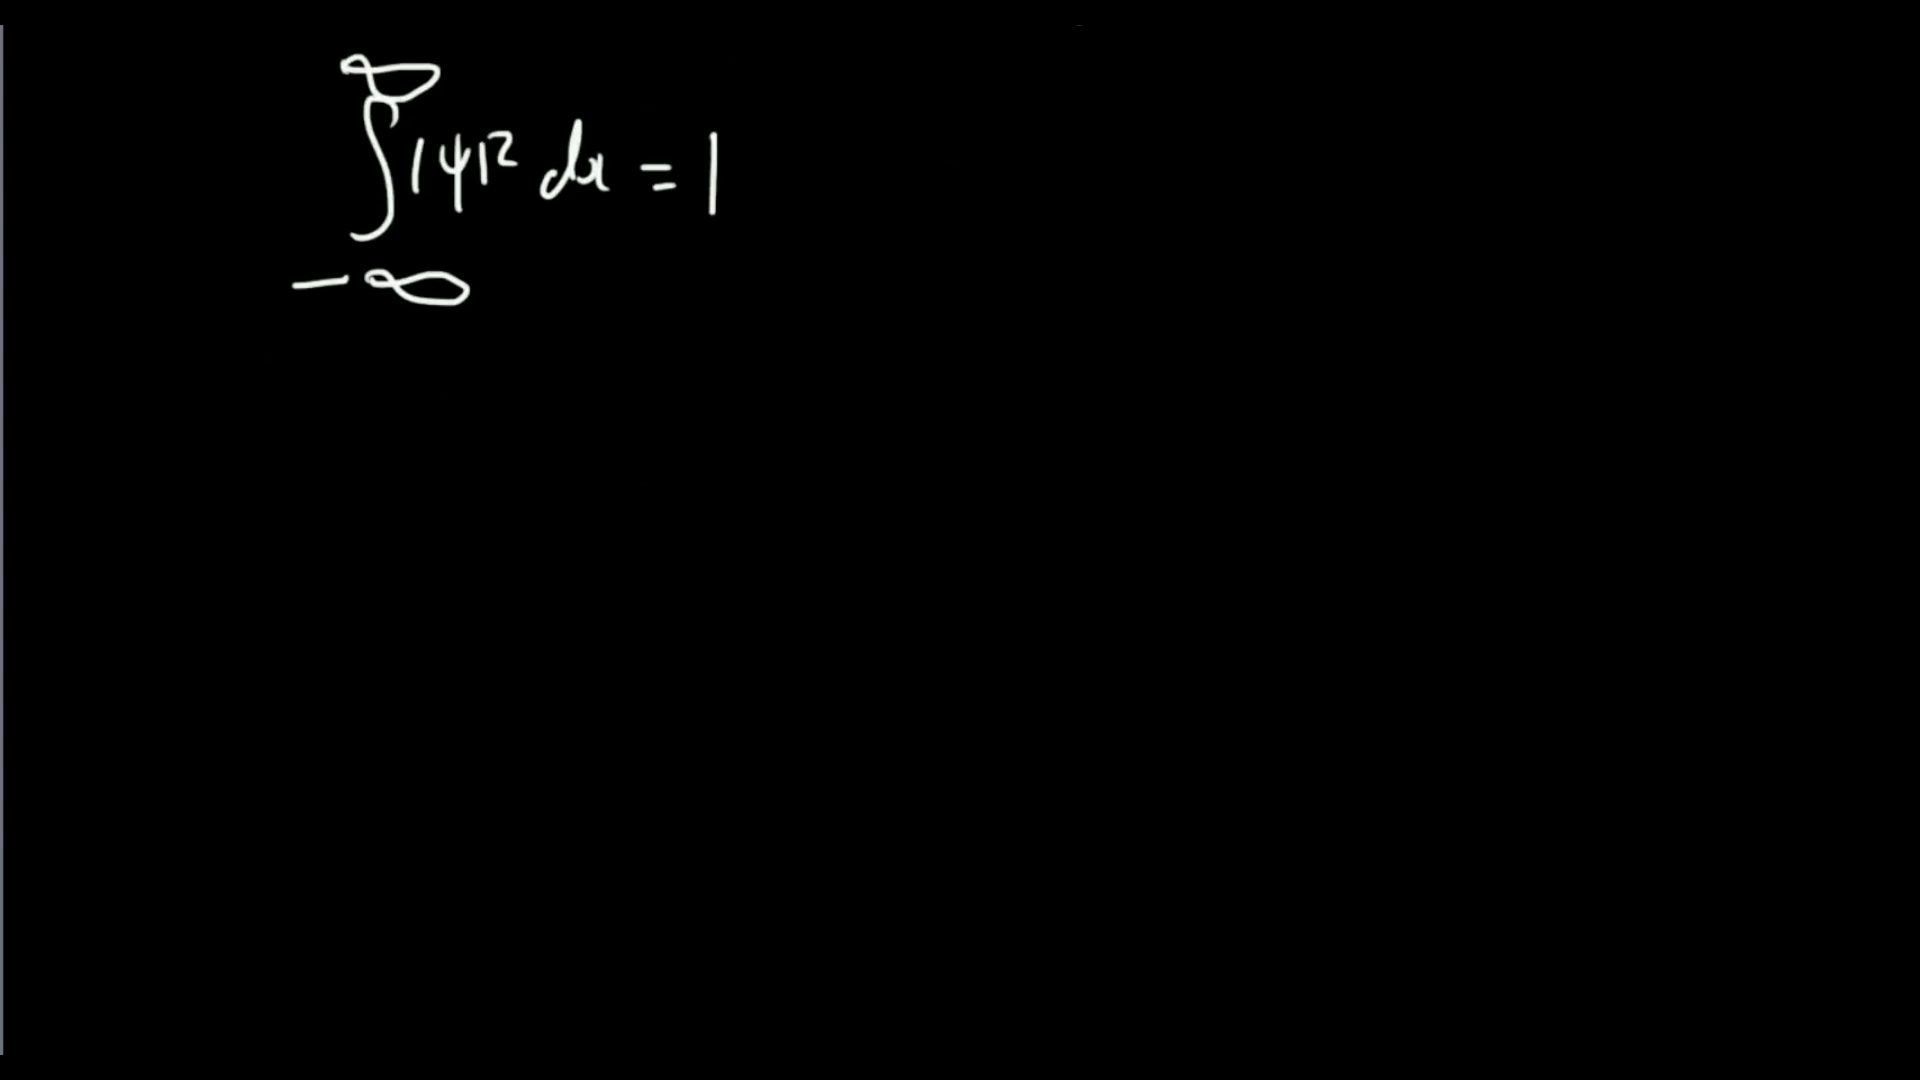 ∫_{-∞}^{∞} |ψ|² dx = 1